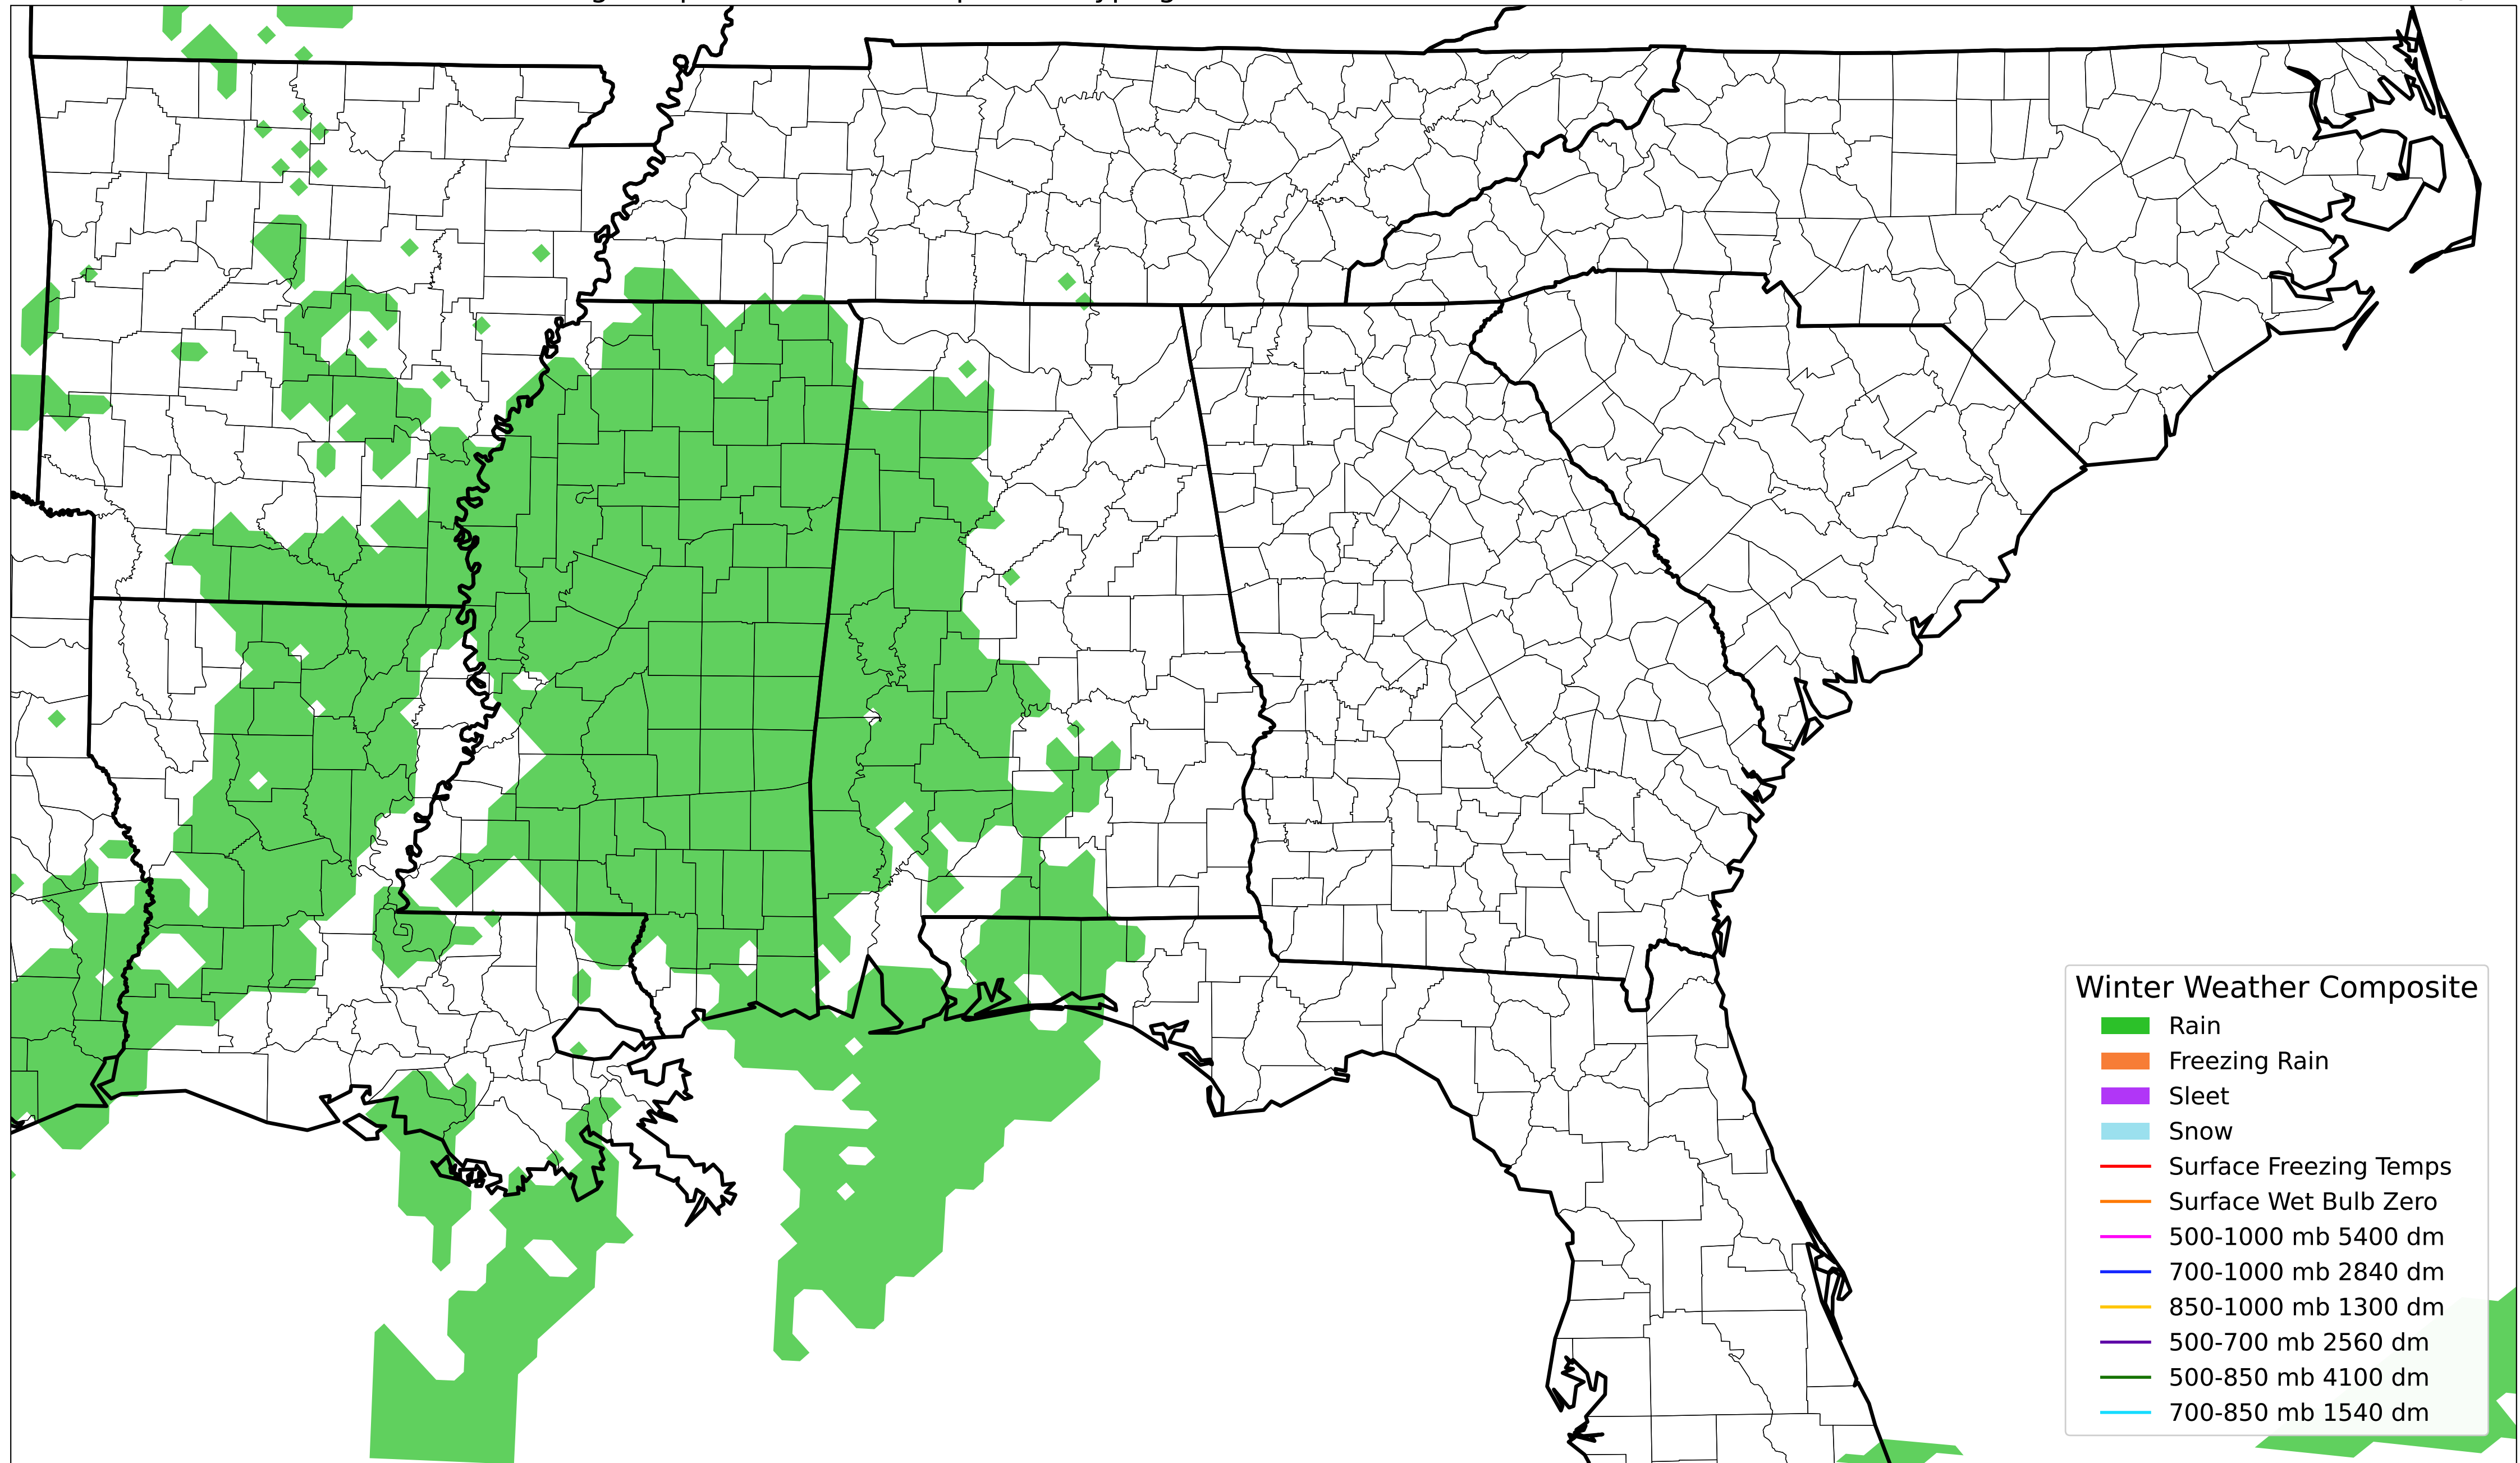 Winter Weather Composite
Rain
Freezing Rain
Sleet
Snow
Surface Freezing Temps
Surface Wet Bulb Zero
500-1000 mb 5400 dm
700-1000 mb 2840 dm
850-1000 mb 1300 dm
500-700 mb 2560 dm
500-850 mb 4100 dm
700-850 mb 1540 dm